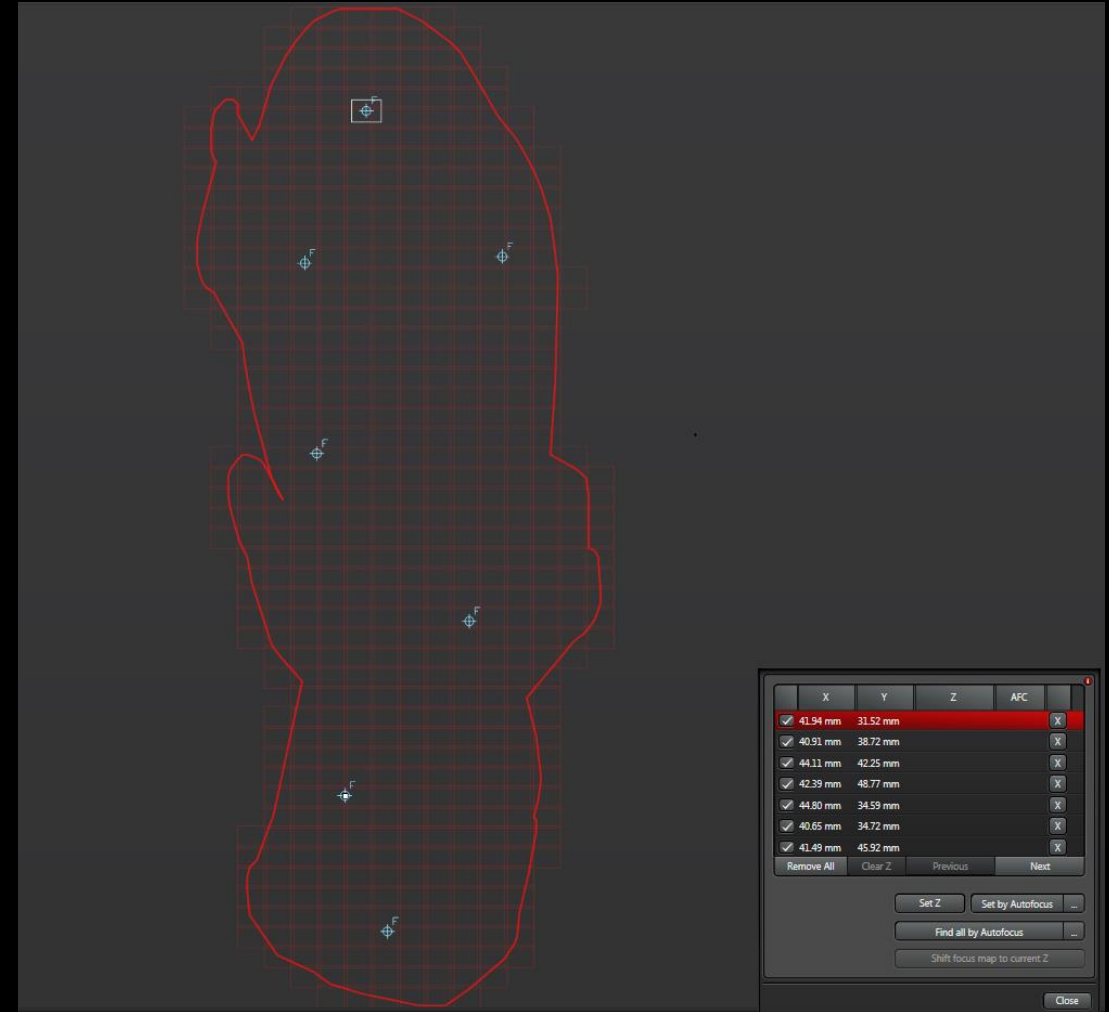 F
F
F
F
F
F
F
X Y Z AFC
41.94 mm 31.52 mm X
40.91 mm 38.72 mm X
44.11 mm 42.25 mm X
42.39 mm 48.77 mm X
44.80 mm 34.59 mm X
40.65 mm 34.72 mm X
41.49 mm 45.92 mm X
Remove All Clear Z Previous Next
Set Z Set by Autofocus ...
Find all by Autofocus ...
Shift focus map to current Z
Close